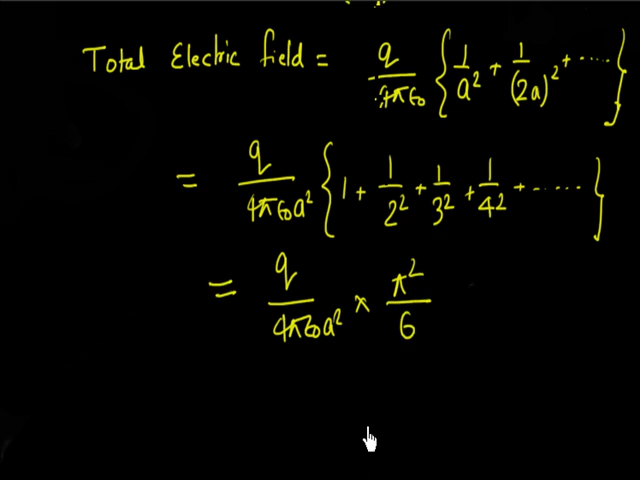 Total Electric field = q/4πε₀ { 1/a² + 1/(2a)² + ····· }
= q/4πε₀a² { 1 + 1/2² + 1/3² + 1/4² + ······ }
= q/4πε₀a² × π²/6